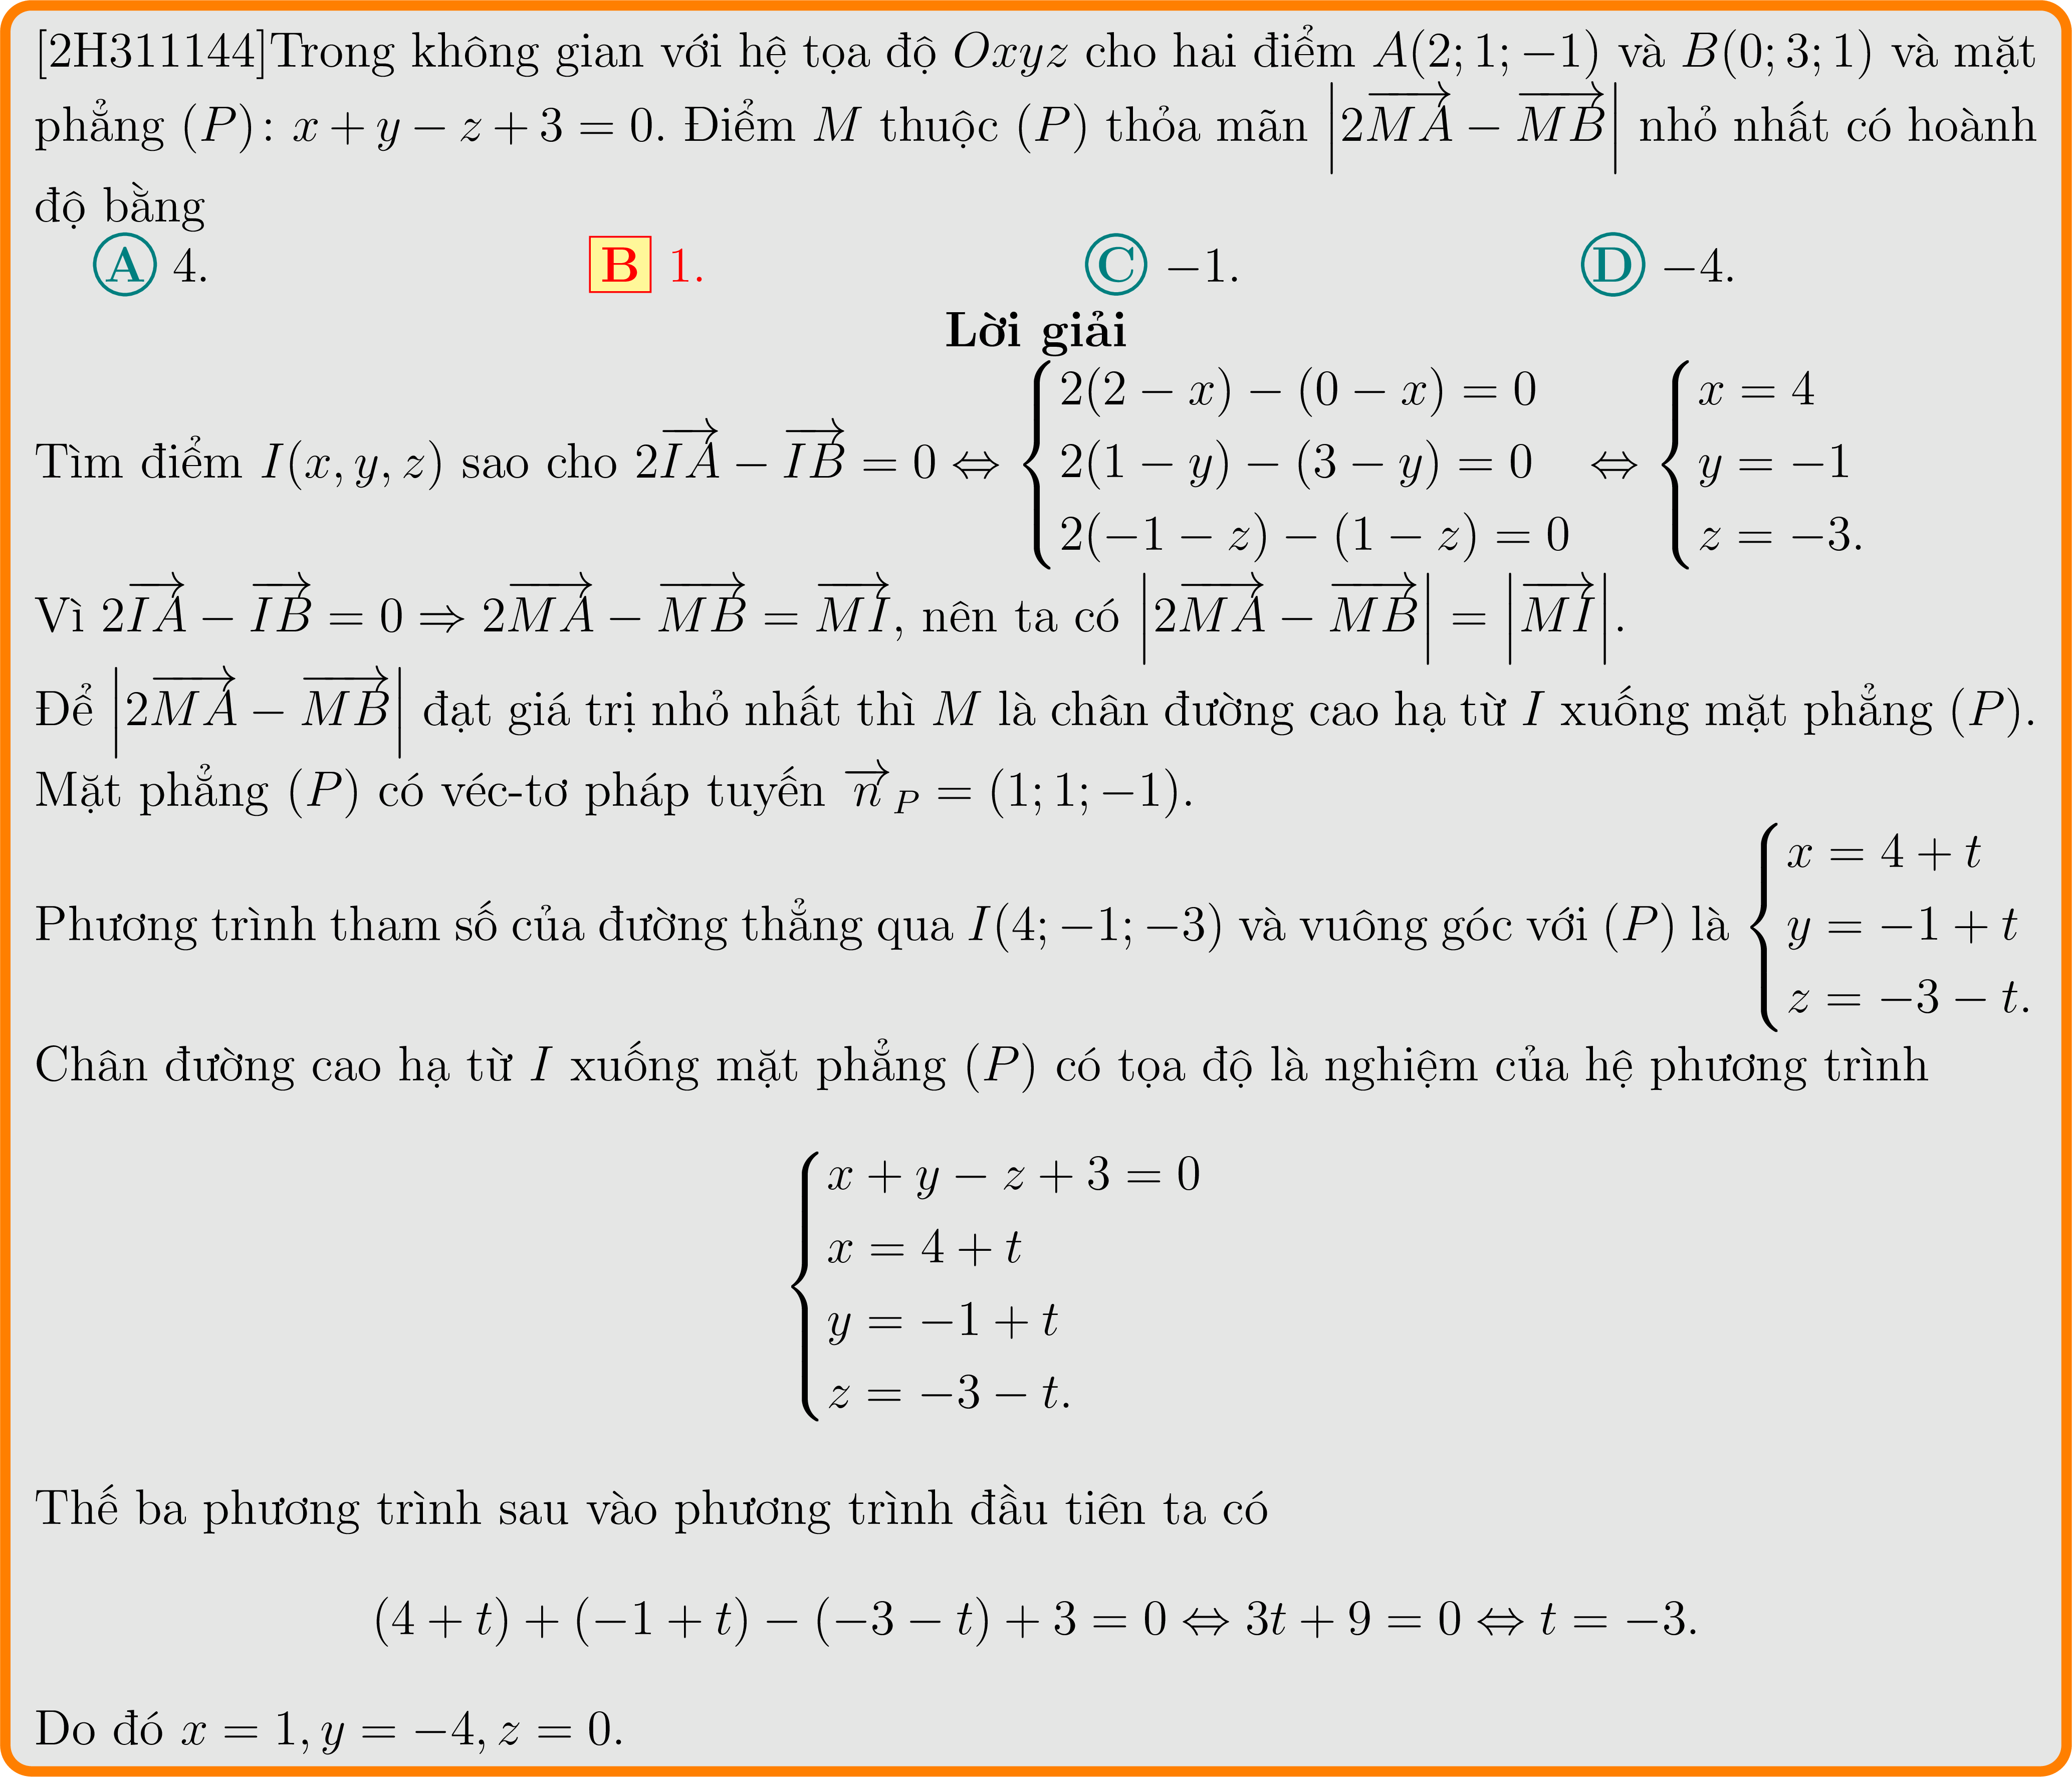 [2H311144]Trong không gian với hệ tọa độ $Oxyz$ cho hai điểm $A(2; 1; -1)$ và $B(0; 3; 1)$ và mặt
phẳng $(P)\colon x + y - z + 3 = 0$. Điểm $M$ thuộc $(P)$ thỏa mãn $\left|2\overrightarrow{MA} - \overrightarrow{MB}\right|$ nhỏ nhất có hoành
độ bằng
A 4. B 1. C −1. D −4.
Lời giải
Tìm điểm $I(x, y, z)$ sao cho $2\overrightarrow{IA} - \overrightarrow{IB} = 0 \Leftrightarrow \begin{cases} 2(2 - x) - (0 - x) = 0 \\ 2(1 - y) - (3 - y) = 0 \\ 2(-1 - z) - (1 - z) = 0 \end{cases} \Leftrightarrow \begin{cases} x = 4 \\ y = -1 \\ z = -3. \end{cases}$
Vì $2\overrightarrow{IA} - \overrightarrow{IB} = 0 \Rightarrow 2\overrightarrow{MA} - \overrightarrow{MB} = \overrightarrow{MI}$, nên ta có $\left|2\overrightarrow{MA} - \overrightarrow{MB}\right| = \left|\overrightarrow{MI}\right|$.
Để $\left|2\overrightarrow{MA} - \overrightarrow{MB}\right|$ đạt giá trị nhỏ nhất thì $M$ là chân đường cao hạ từ $I$ xuống mặt phẳng $(P)$.
Mặt phẳng $(P)$ có véc-tơ pháp tuyến $\overrightarrow{n}_P = (1; 1; -1)$.
Phương trình tham số của đường thẳng qua $I(4; -1; -3)$ và vuông góc với $(P)$ là $\begin{cases} x = 4 + t \\ y = -1 + t \\ z = -3 - t. \end{cases}$
Chân đường cao hạ từ $I$ xuống mặt phẳng $(P)$ có tọa độ là nghiệm của hệ phương trình
$\begin{cases} x + y - z + 3 = 0 \\ x = 4 + t \\ y = -1 + t \\ z = -3 - t. \end{cases}$
Thế ba phương trình sau vào phương trình đầu tiên ta có
$(4 + t) + (-1 + t) - (-3 - t) + 3 = 0 \Leftrightarrow 3t + 9 = 0 \Leftrightarrow t = -3.$
Do đó $x = 1, y = -4, z = 0$.